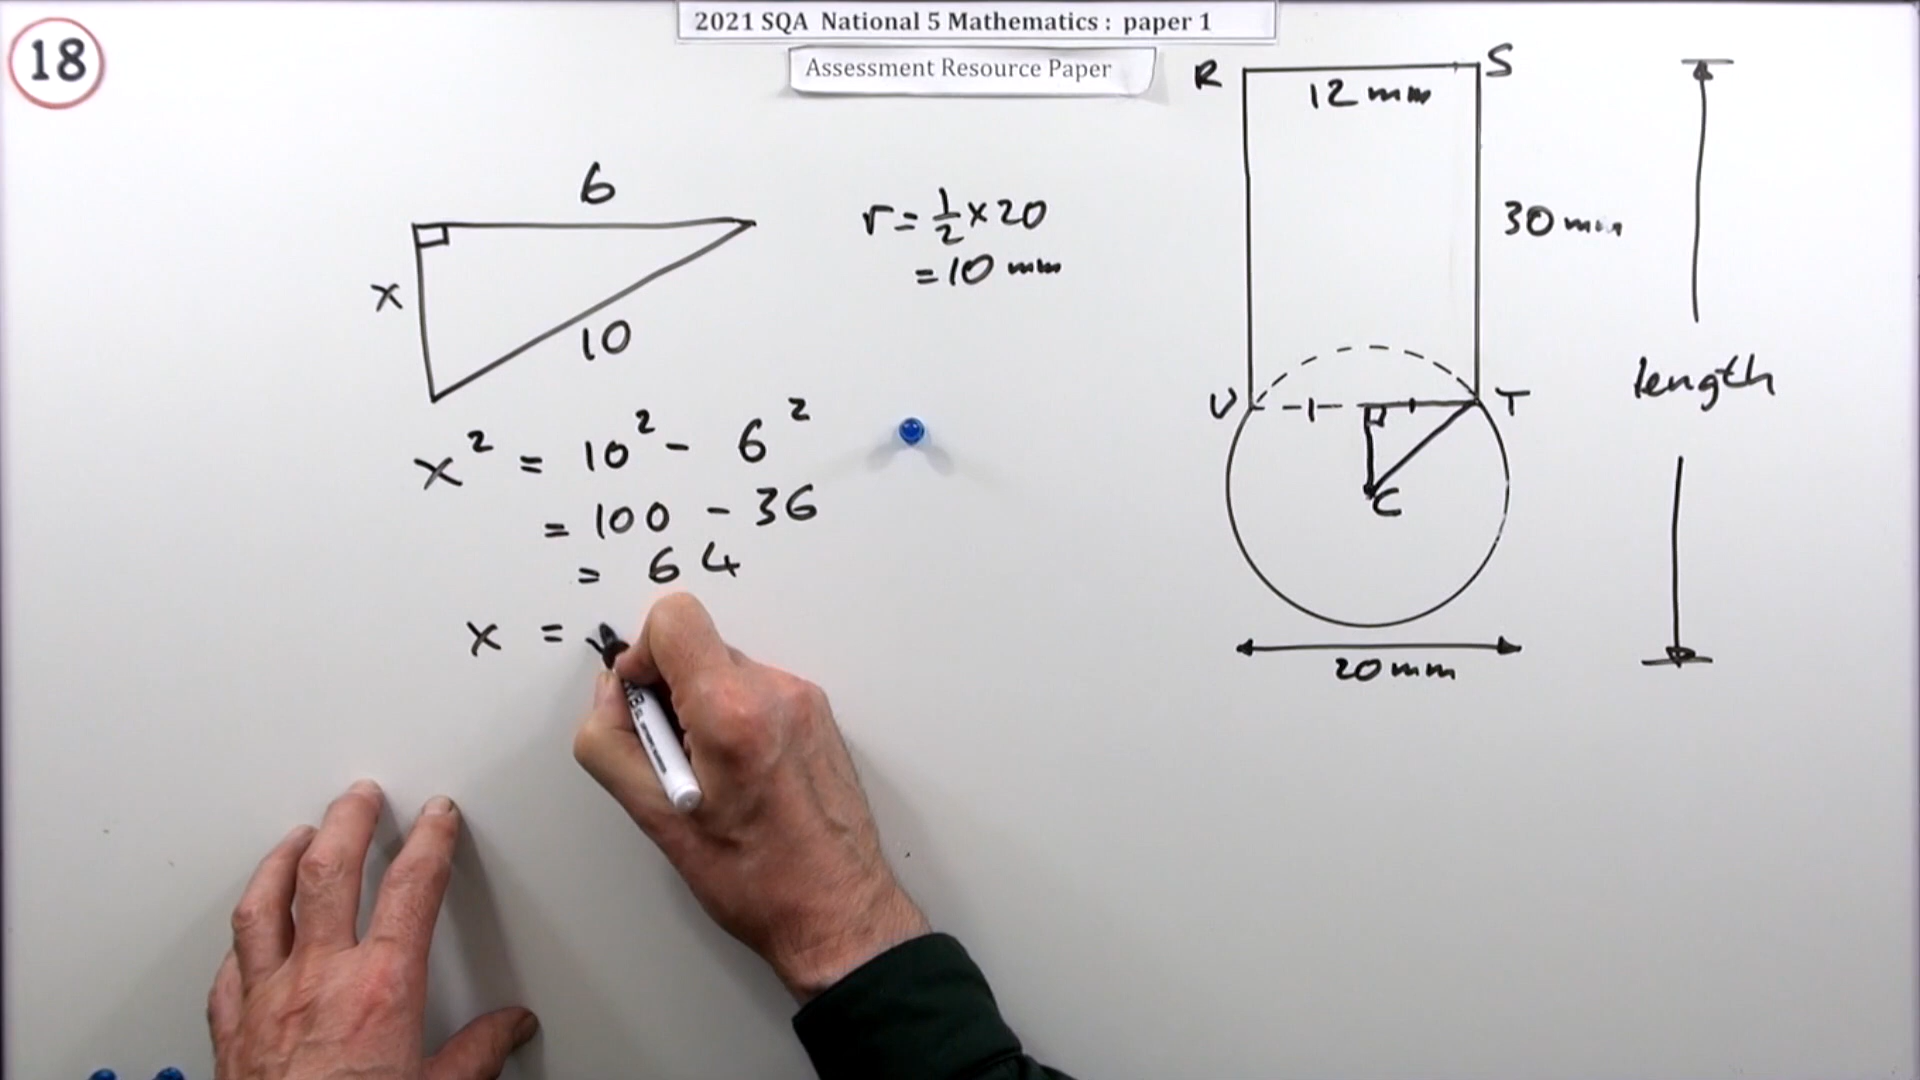 18
2021 SQA National 5 Mathematics : paper 1
Assessment Resource Paper
6
x
10
r = 1/2 × 20
= 10 mm
x² = 10² - 6²
= 100 - 36
= 64
x =
R
S
12 mm
30 mm
length
U
T
C
20 mm